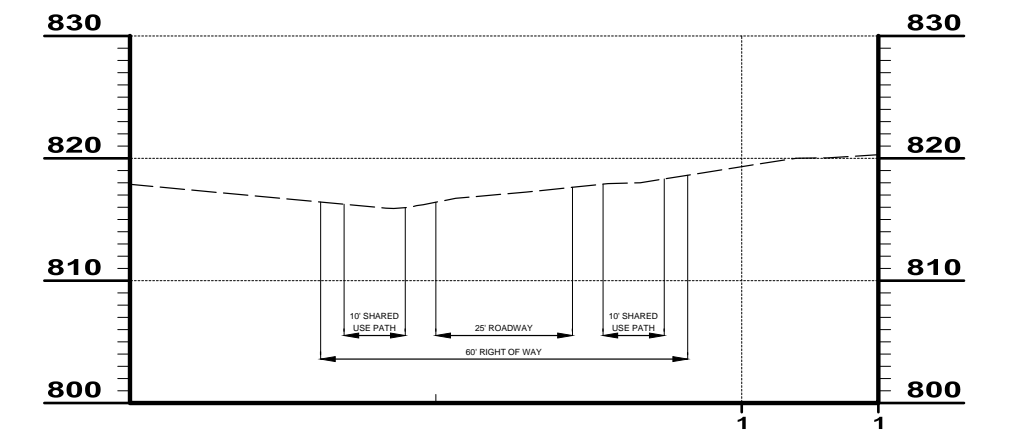 830 830
820 820
810 810
10' SHARED 10' SHARED
USE PATH 25' ROADWAY USE PATH
60' RIGHT OF WAY
800 800
1 1